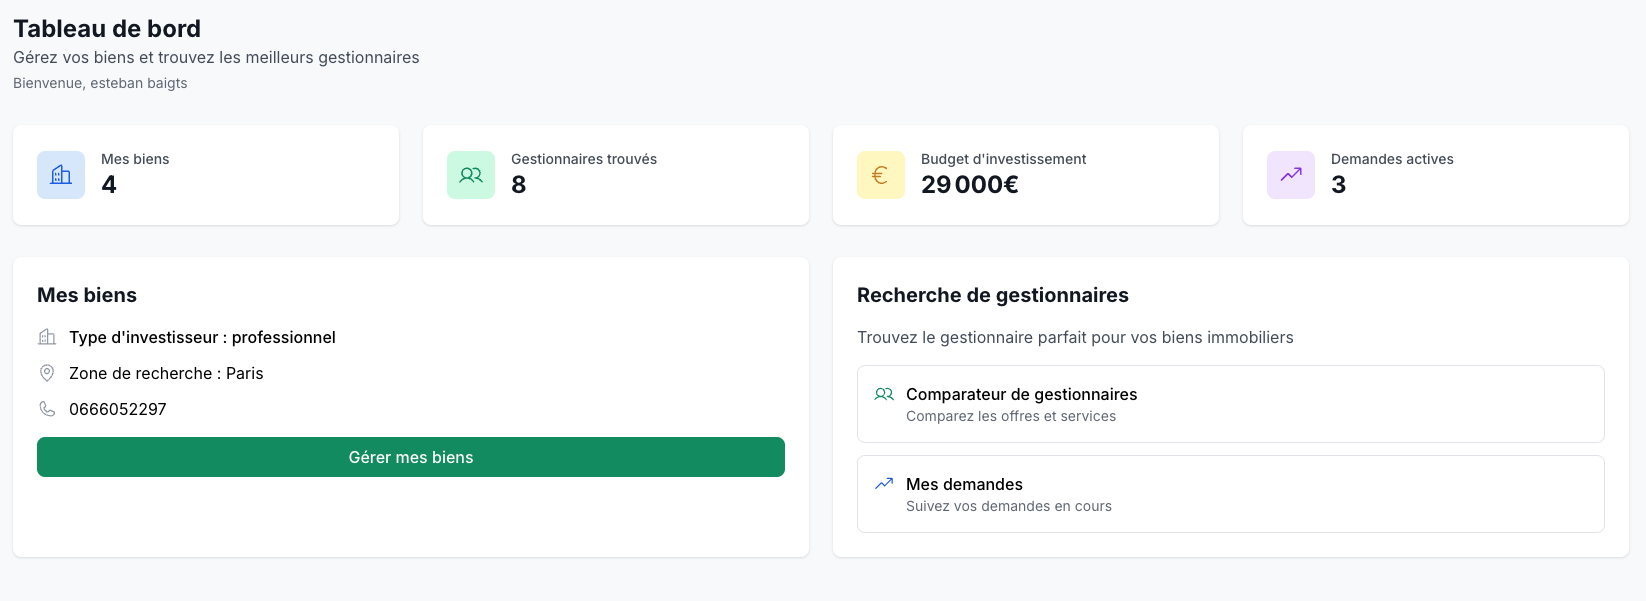 Tableau de bord
Gérez vos biens et trouvez les meilleurs gestionnaires
Bienvenue, esteban baigts
Mes biens
4
Gestionnaires trouvés
8
Budget d'investissement
29 000€
Demandes actives
3
Mes biens
Type d'investisseur : professionnel
Zone de recherche : Paris
0666052297
Gérer mes biens
Recherche de gestionnaires
Trouvez le gestionnaire parfait pour vos biens immobiliers
Comparateur de gestionnaires
Comparez les offres et services
Mes demandes
Suivez vos demandes en cours